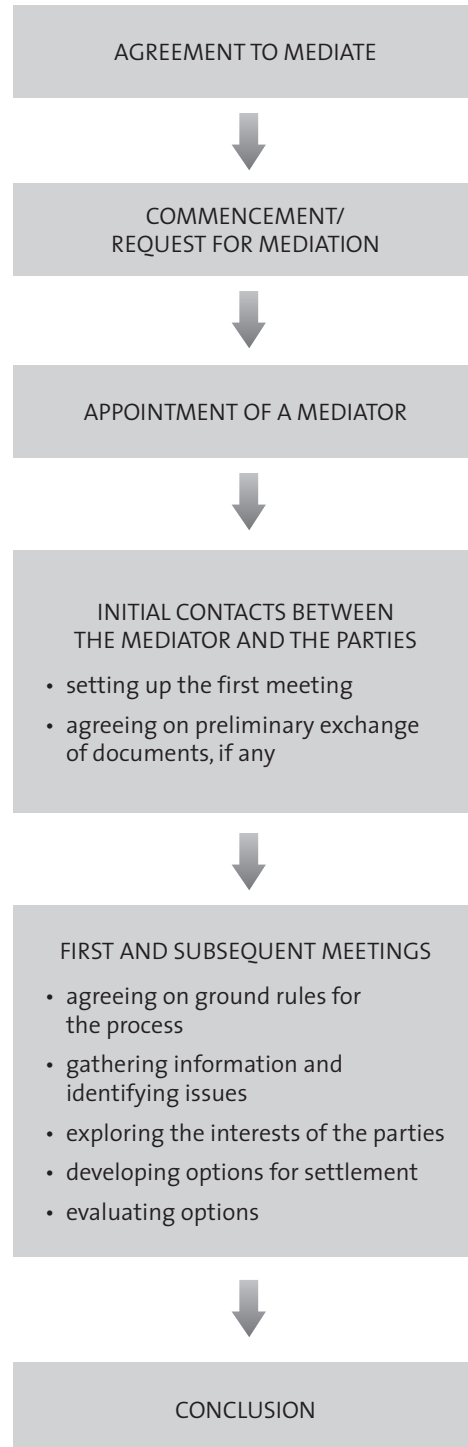 AGREEMENT TO MEDIATE
COMMENCEMENT/
REQUEST FOR MEDIATION
APPOINTMENT OF A MEDIATOR
INITIAL CONTACTS BETWEEN
THE MEDIATOR AND THE PARTIES
• setting up the first meeting
• agreeing on preliminary exchange
of documents, if any
FIRST AND SUBSEQUENT MEETINGS
• agreeing on ground rules for
the process
• gathering information and
identifying issues
• exploring the interests of the parties
• developing options for settlement
• evaluating options
CONCLUSION